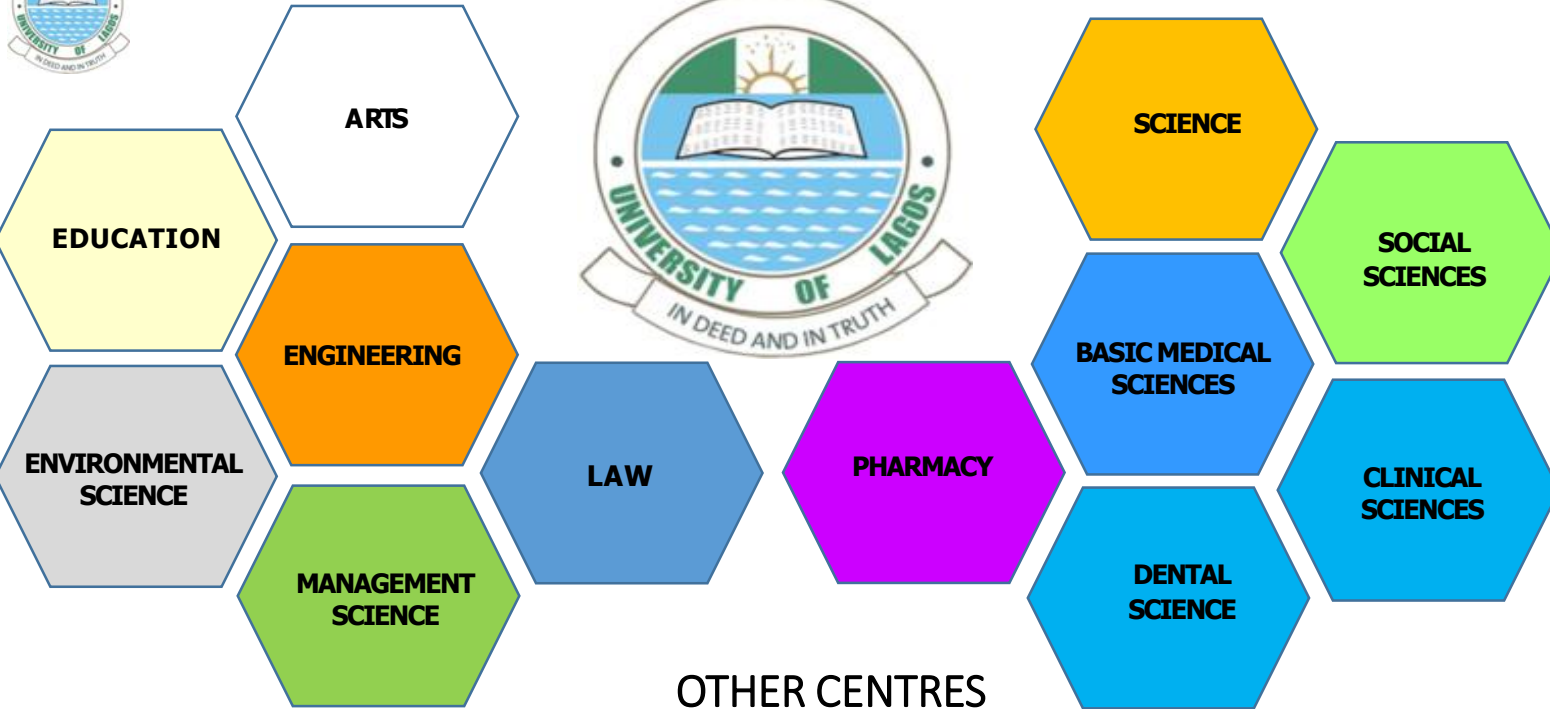 UNIVERSITY OF LAGOS
IN DEED AND IN TRUTH
ARTS
EDUCATION
ENGINEERING
ENVIRONMENTAL
SCIENCE
MANAGEMENT
SCIENCE
LAW
UNIVERSITY OF LAGOS
IN DEED AND IN TRUTH
SCIENCE
SOCIAL
SCIENCES
BASIC MEDICAL
SCIENCES
PHARMACY
CLINICAL
SCIENCES
DENTAL
SCIENCE
OTHER CENTRES